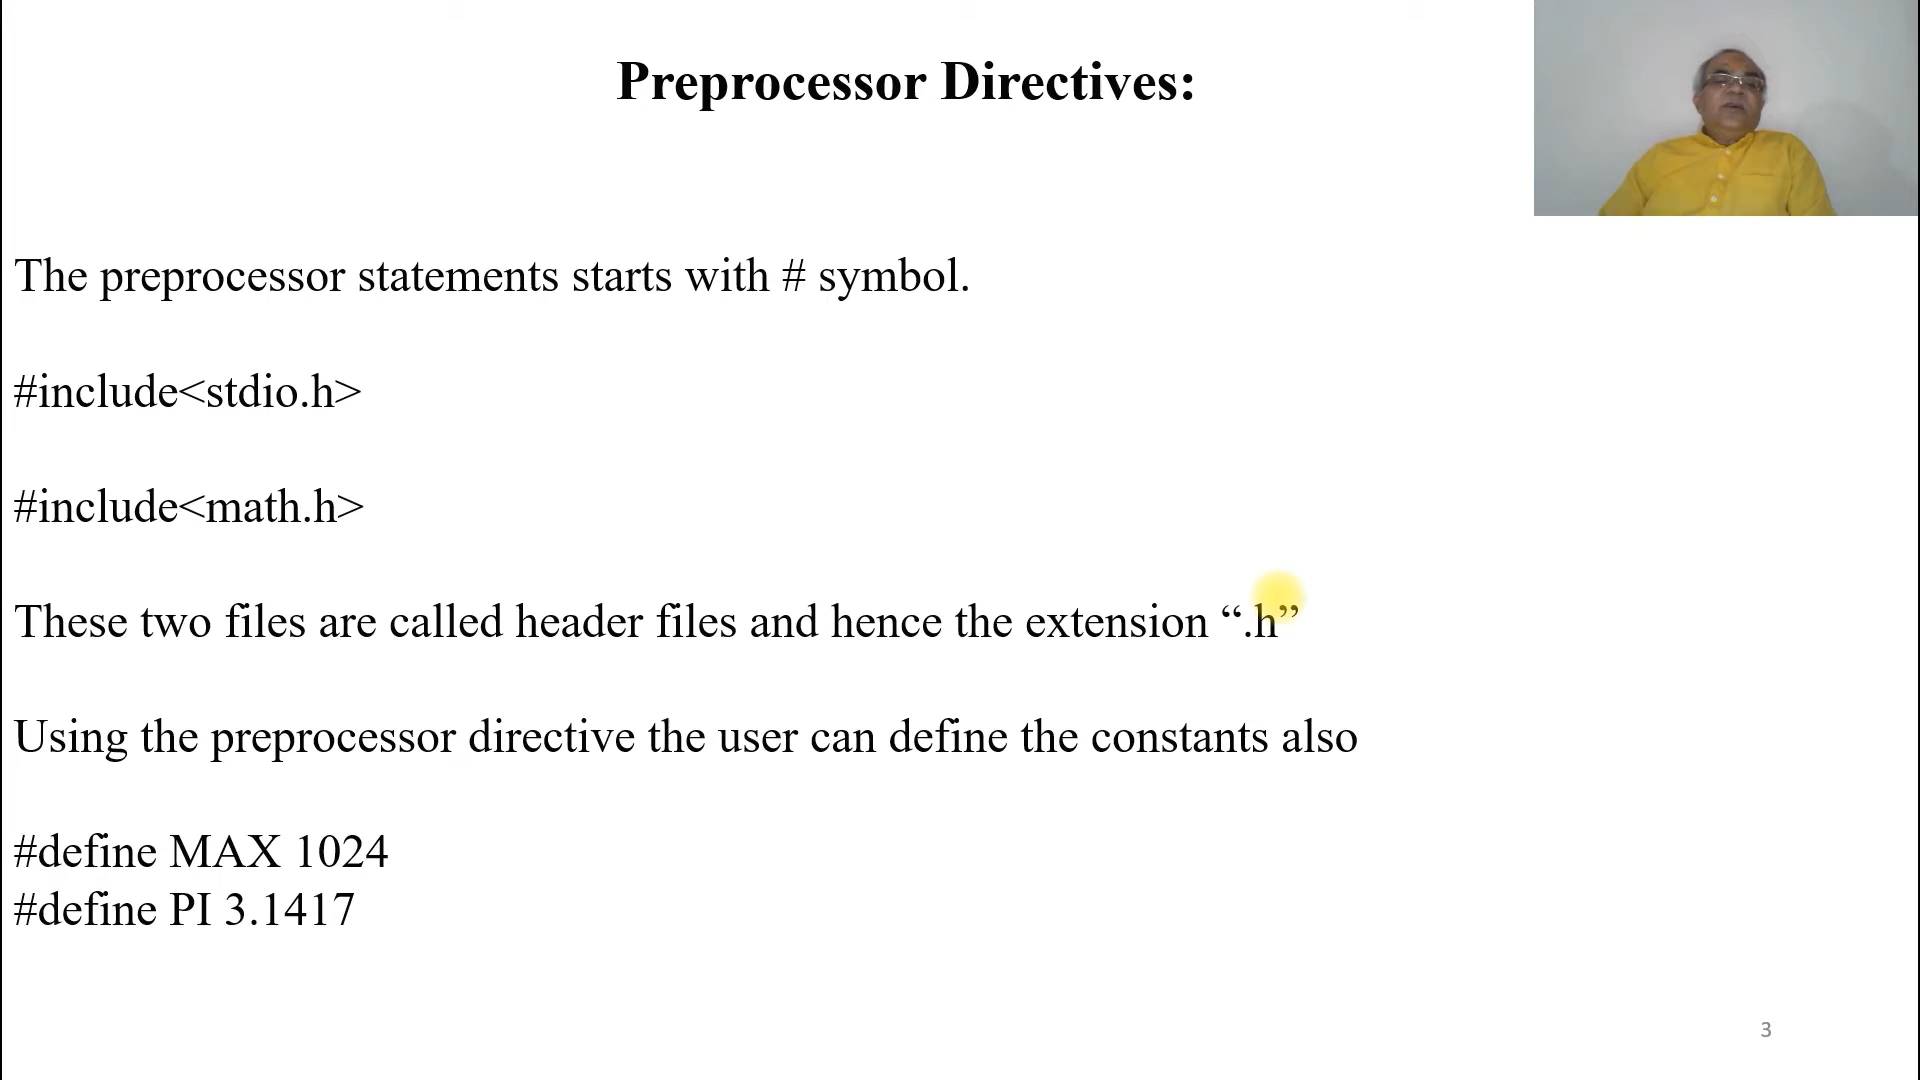 Preprocessor Directives:
The preprocessor statements starts with # symbol.
#include<stdio.h>
#include<math.h>
These two files are called header files and hence the extension “.h”
Using the preprocessor directive the user can define the constants also
#define MAX 1024
#define PI 3.1417
3